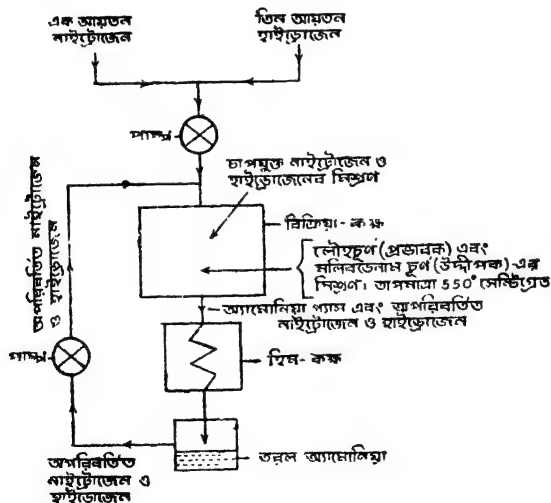 এক আয়তন
নাইট্রোজেন
তিন আয়তন
হাইড্রোজেন
পাম্প
চাপযুক্ত নাইট্রোজেন ও
হাইড্রোজেনের মিশ্রণ
বিক্রিয়া-কক্ষ
লৌহচূর্ণ (প্রভাবক) এবং
মলিবডেনাম চূর্ণ (উদ্দীপক)-এর
মিশ্রণ। তাপমাত্রা 550° সেন্টিগ্রেড
অ্যামোনিয়া গ্যাস এবং অপরিবর্তিত
নাইট্রোজেন ও হাইড্রোজেন
অপরিবর্তিত নাইট্রোজেন
ও হাইড্রোজেন
পাম্প
হিম-কক্ষ
তরল অ্যামোনিয়া
অপরিবর্তিত
নাইট্রোজেন ও
হাইড্রোজেন